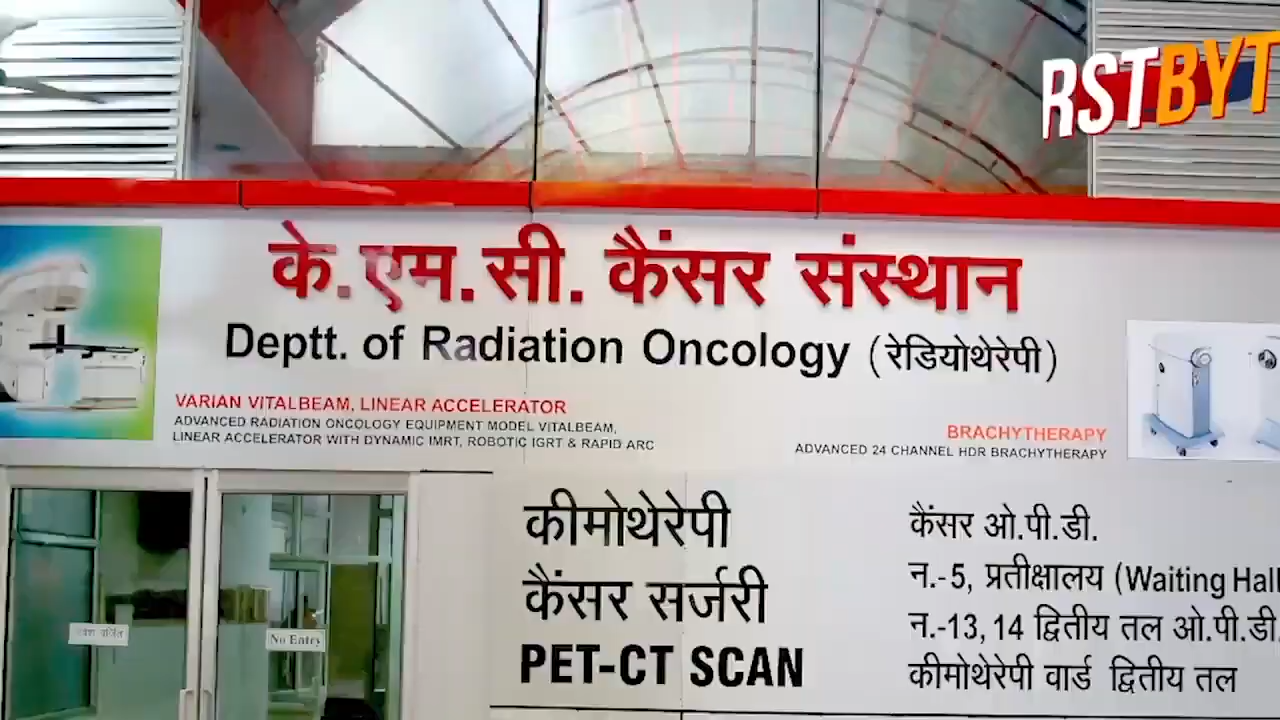 RSTBYT
के.एम.सी. कैंसर संस्थान
Deptt. of Radiation Oncology (रेडियोथेरेपी)
VARIAN VITALBEAM, LINEAR ACCELERATOR
ADVANCED RADIATION ONCOLOGY EQUIPMENT MODEL VITALBEAM,
LINEAR ACCELERATOR WITH DYNAMIC IMRT, ROBOTIC IGRT & RAPID ARC
BRACHYTHERAPY
ADVANCED 24 CHANNEL HDR BRACHYTHERAPY
कीमोथेरेपी
कैंसर सर्जरी
PET-CT SCAN
कैंसर ओ.पी.डी.
न.-5, प्रतीक्षालय (Waiting Hall
न.-13, 14 द्वितीय तल ओ.पी.डी.
कीमोथेरेपी वार्ड द्वितीय तल
No Entry